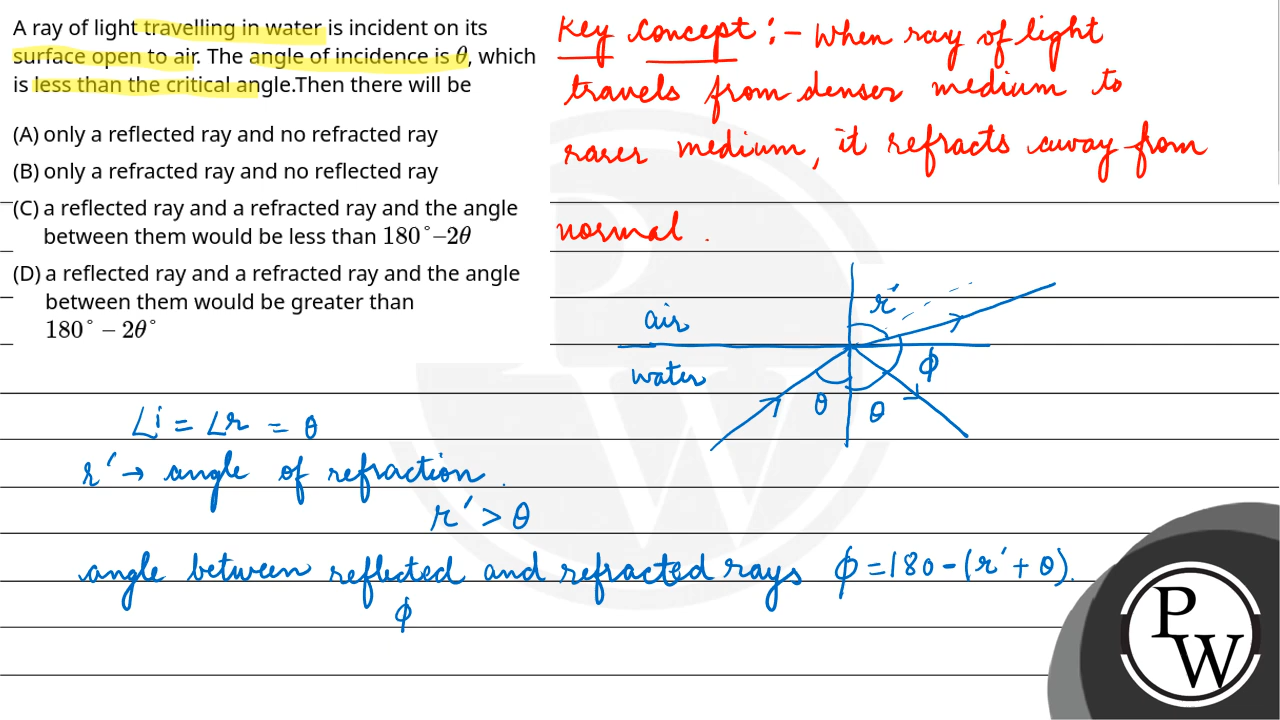 A ray of light travelling in water is incident on its
surface open to air. The angle of incidence is θ, which
is less than the critical angle.Then there will be
(A) only a reflected ray and no refracted ray
(B) only a refracted ray and no reflected ray
(C) a reflected ray and a refracted ray and the angle
between them would be less than 180°–2θ
(D) a reflected ray and a refracted ray and the angle
between them would be greater than
180° – 2θ°
Key concept :- When ray of light
travels from denser medium to
rarer medium, it refracts away from
normal .
air
r′
water
ϕ
θ
θ
∠i = ∠r = θ
r′ → angle of refraction .
r′ > θ
angle between reflected and refracted rays ϕ = 180 - (r′ + θ).
ϕ
P
W
P
W